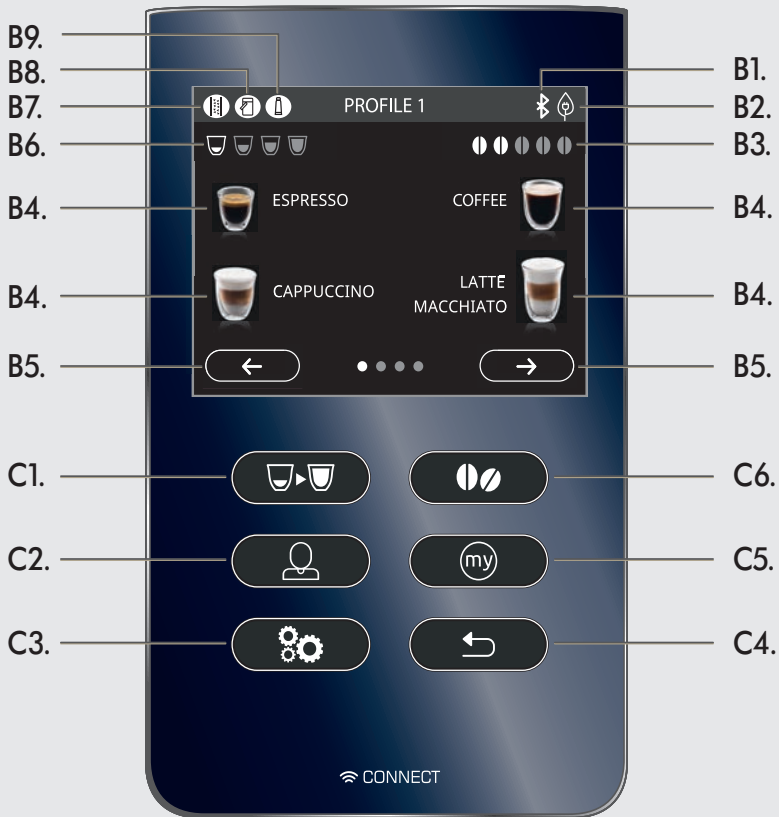 B9.
B8.
B7.
B6.
B4.
B4.
B5.
C1.
C2.
C3.
PROFILE 1
ESPRESSO
COFFEE
CAPPUCCINO
LATTE
MACCHIATO
my
CONNECT
B1.
B2.
B3.
B4.
B4.
B5.
C6.
C5.
C4.